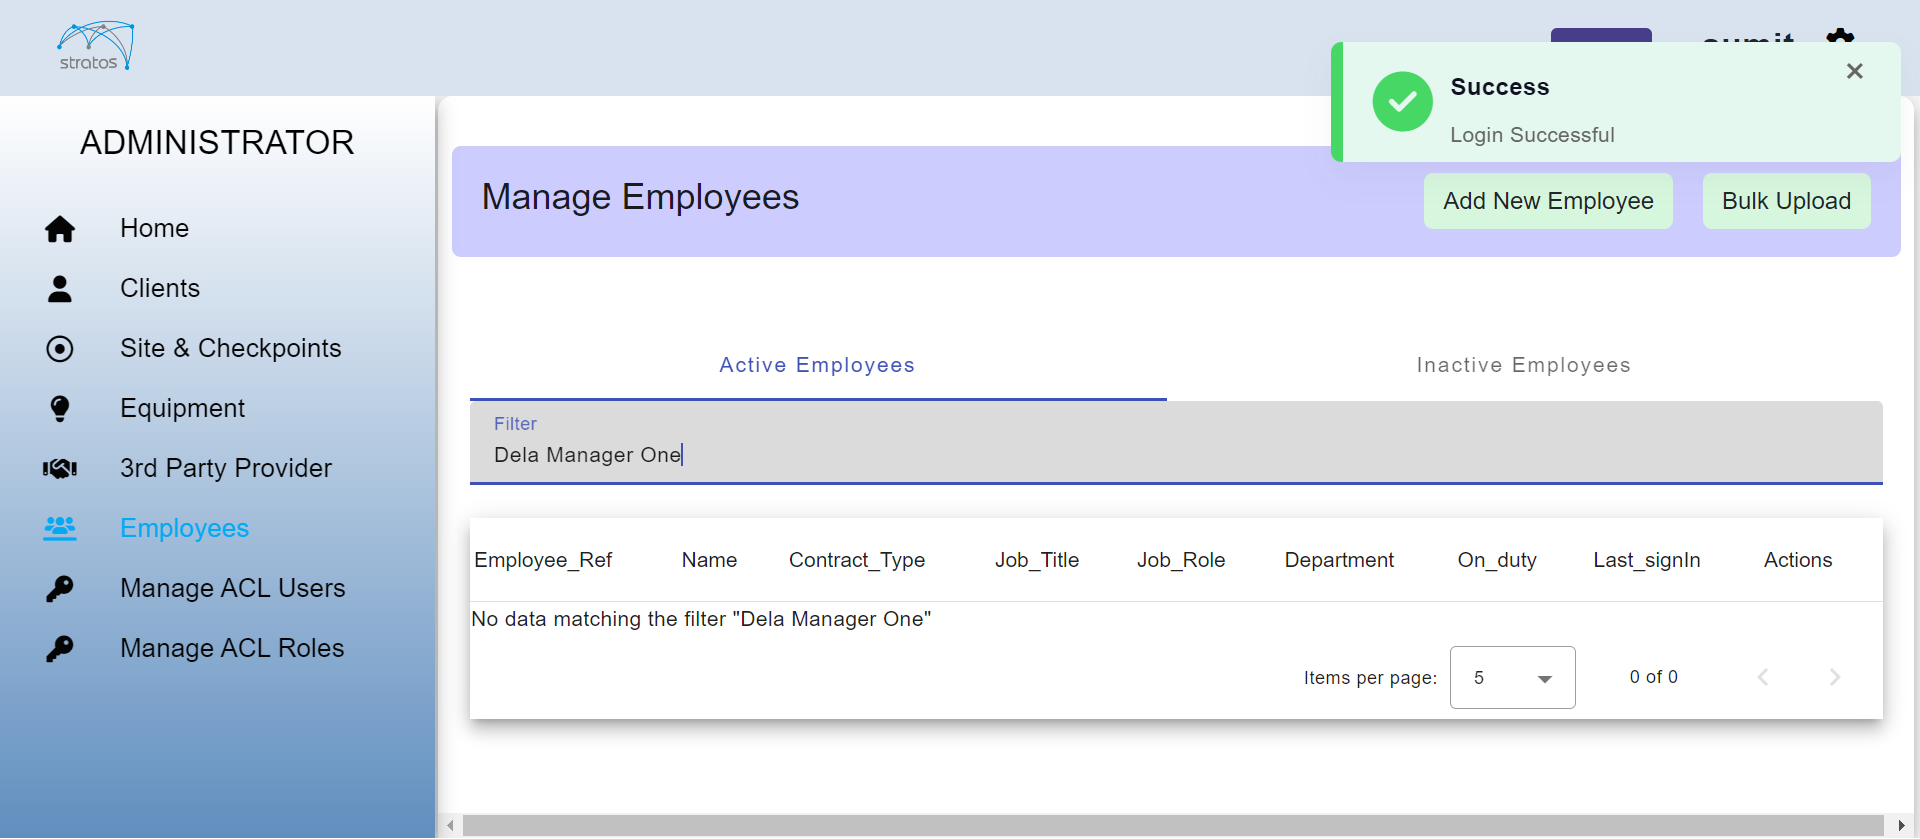 stratos
ADMINISTRATOR
Home
Clients
Site & Checkpoints
Equipment
3rd Party Provider
Employees
Manage ACL Users
Manage ACL Roles
Success
Login Successful
Manage Employees
Add New Employee
Bulk Upload
Active Employees
Inactive Employees
Filter
Dela Manager One
Employee_Ref Name Contract_Type Job_Title Job_Role Department On_duty Last_signIn Actions
No data matching the filter "Dela Manager One"
Items per page: 5 0 of 0